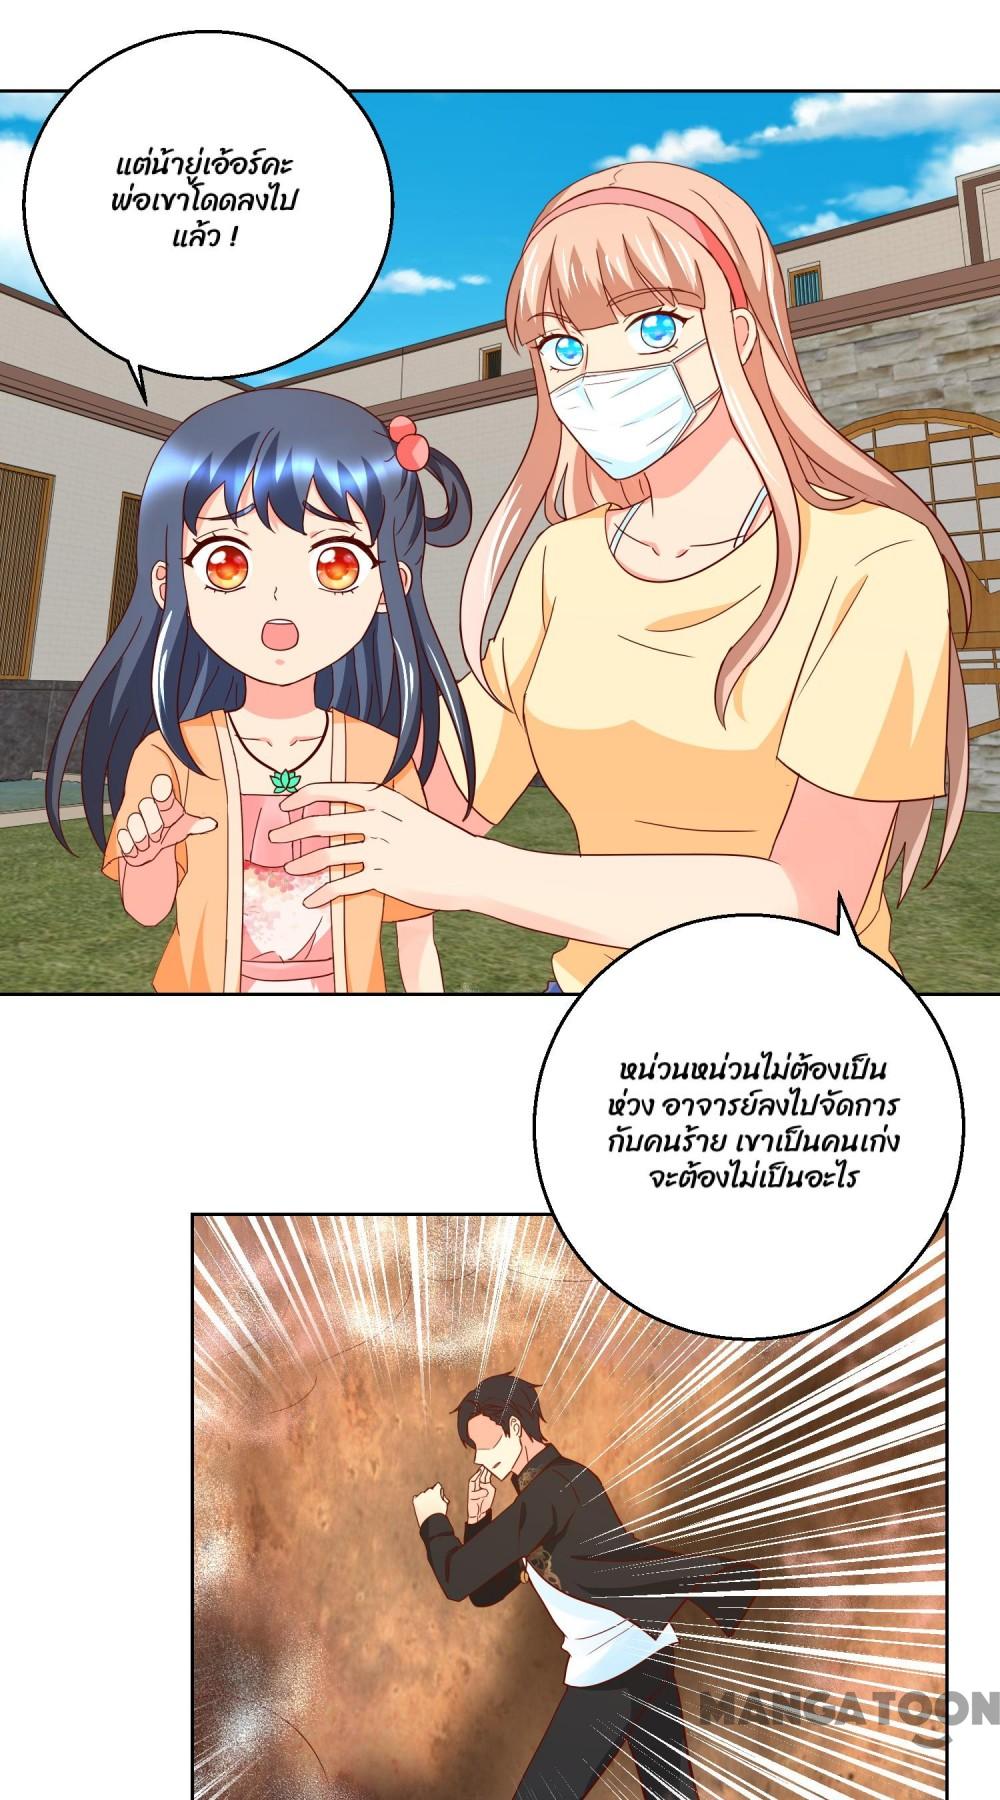 แต่น้ายู่เอ้อร์คะ
พ่อเขาโดดลงไป
แล้ว !
หน่วนหน่วนไม่ต้องเป็น
ห่วง อาจารย์ลงไปจัดการ
กับคนร้าย เขาเป็นคนเก่ง
จะต้องไม่เป็นอะไร
MANGATOON